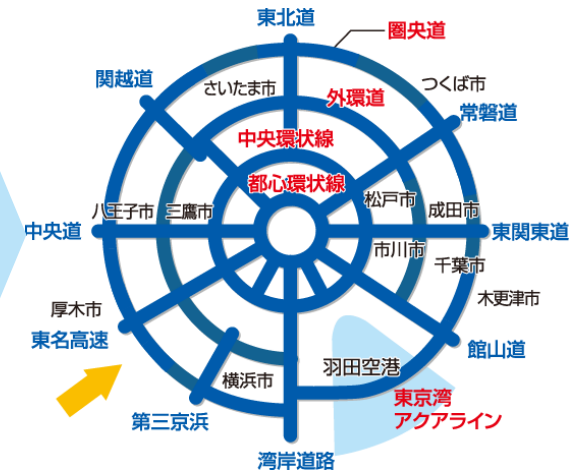 東北道
圏央道
関越道
さいたま市
つくば市
外環道
常磐道
中央環状線
都心環状線
八王子市
三鷹市
松戸市
成田市
中央道
東関東道
市川市
千葉市
厚木市
木更津市
東名高速
館山道
羽田空港
横浜市
東京湾
アクアライン
第三京浜
湾岸道路